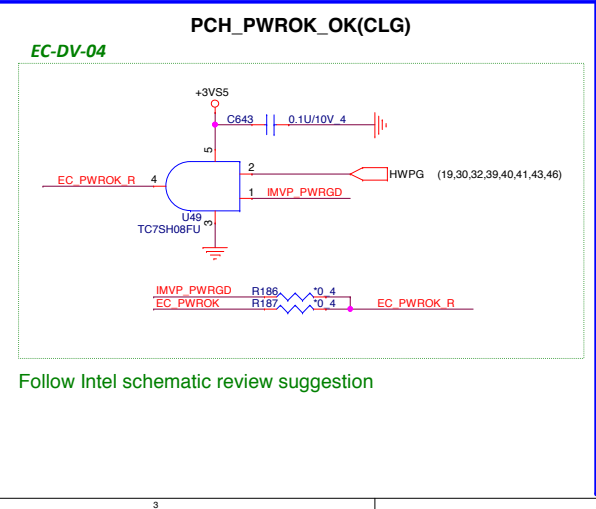 PCH_PWROK_OK(CLG)
EC-DV-04
+3VS5
C643 0.1U/10V_4
5
EC_PWROK_R 4
2 HWPG (19,30,32,39,40,41,43,46)
1 IMVP_PWRGD
U49 3
TC7SH08FU
IMVP_PWRGD R186 *0_4
EC_PWROK R187 *0_4 EC_PWROK_R
Follow Intel schematic review suggestion
3